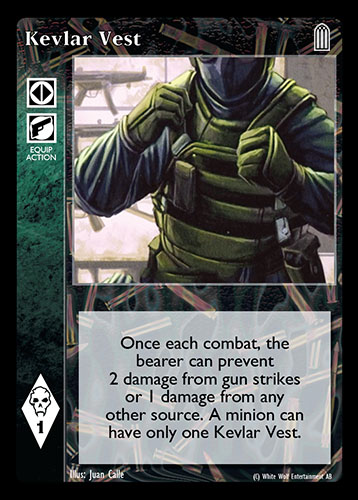 Kevlar Vest
EQUIP
ACTION
Once each combat, the
bearer can prevent
2 damage from gun strikes
or 1 damage from any
other source. A minion can
have only one Kevlar Vest.
1
Illus: Juan Calle
(C) White Wolf Entertainment AB